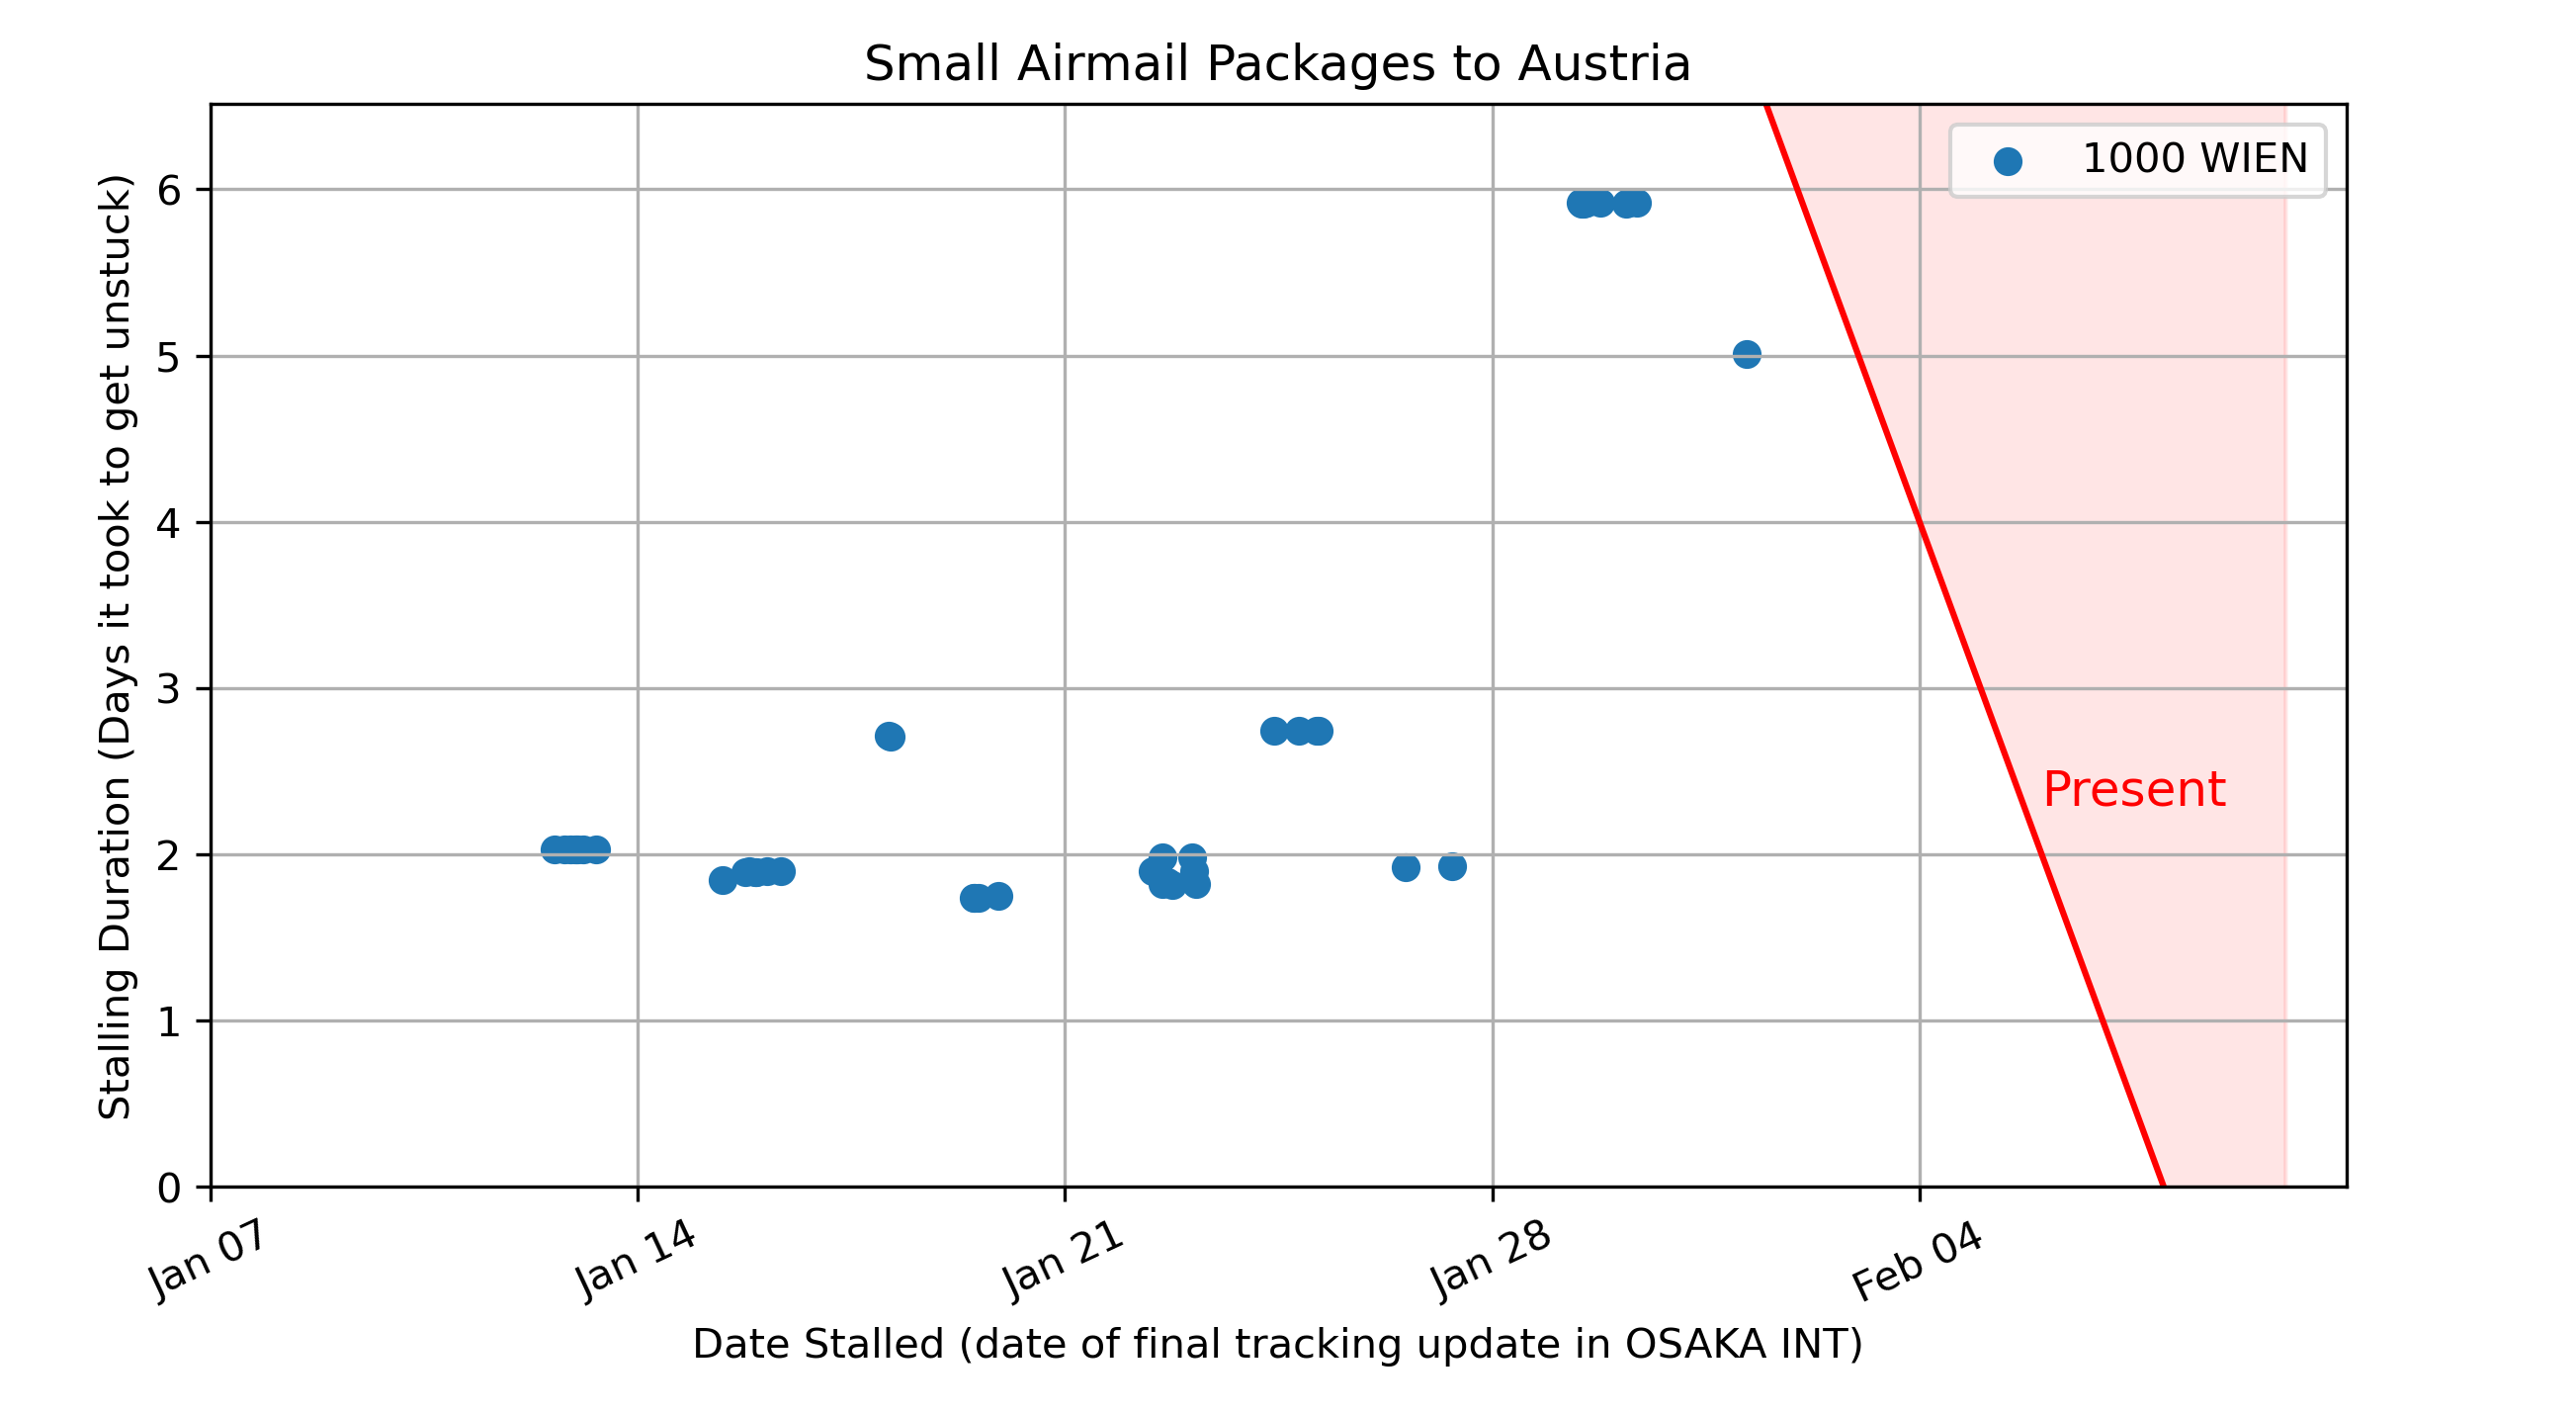 Small Airmail Packages to Austria
1000 WIEN
6
5
4
3
2
1
0
Stalling Duration (Days it took to get unstuck)
Present
Jan 07
Jan 14
Jan 21
Jan 28
Feb 04
Date Stalled (date of final tracking update in OSAKA INT)